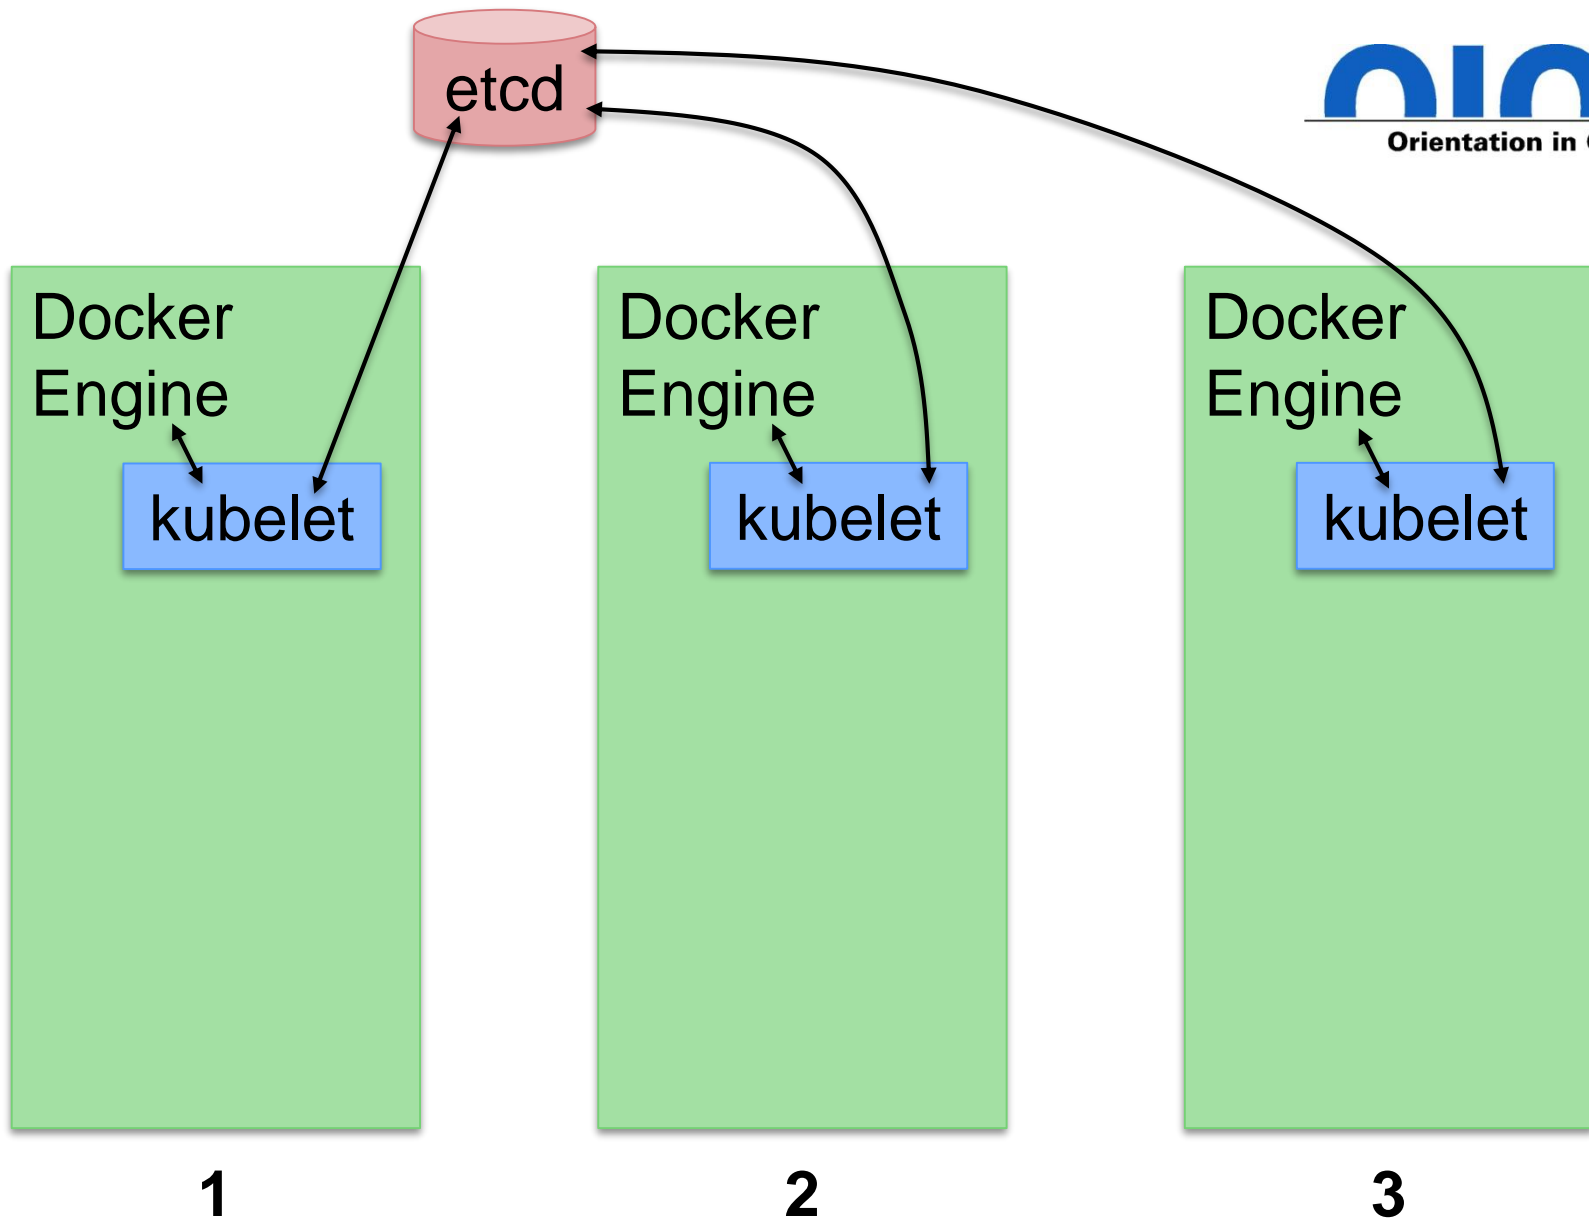 etcd
Orientation in
Docker
Engine
kubelet
Docker
Engine
kubelet
Docker
Engine
kubelet
1
2
3